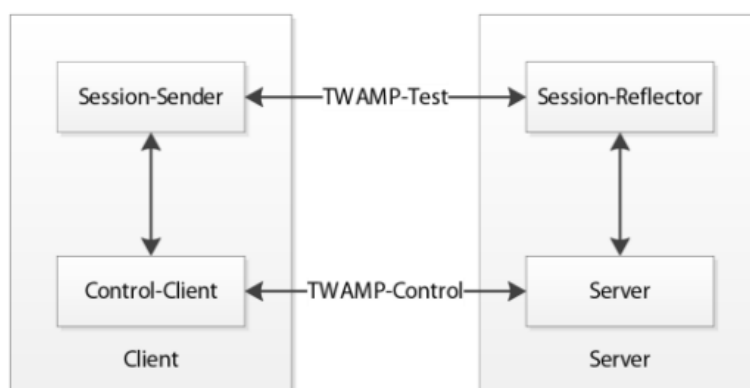 Session-Sender
TWAMP-Test
Session-Reflector
Control-Client
TWAMP-Control
Server
Client
Server